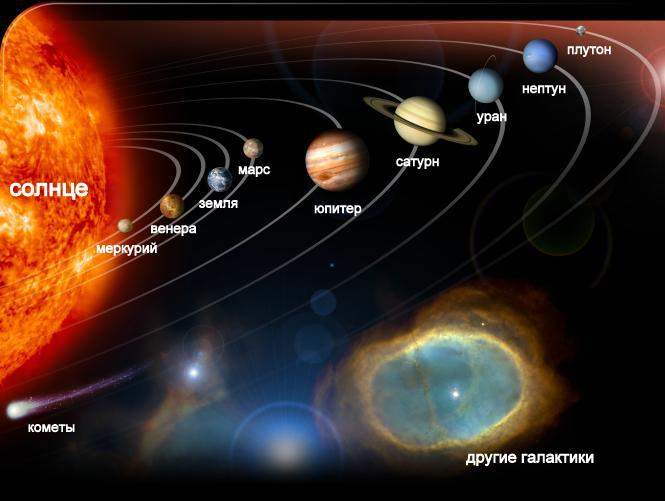 плутон
нептун
уран
сатурн
марс
юпитер
земля
солнце
венера
меркурий
кометы
другие галактики